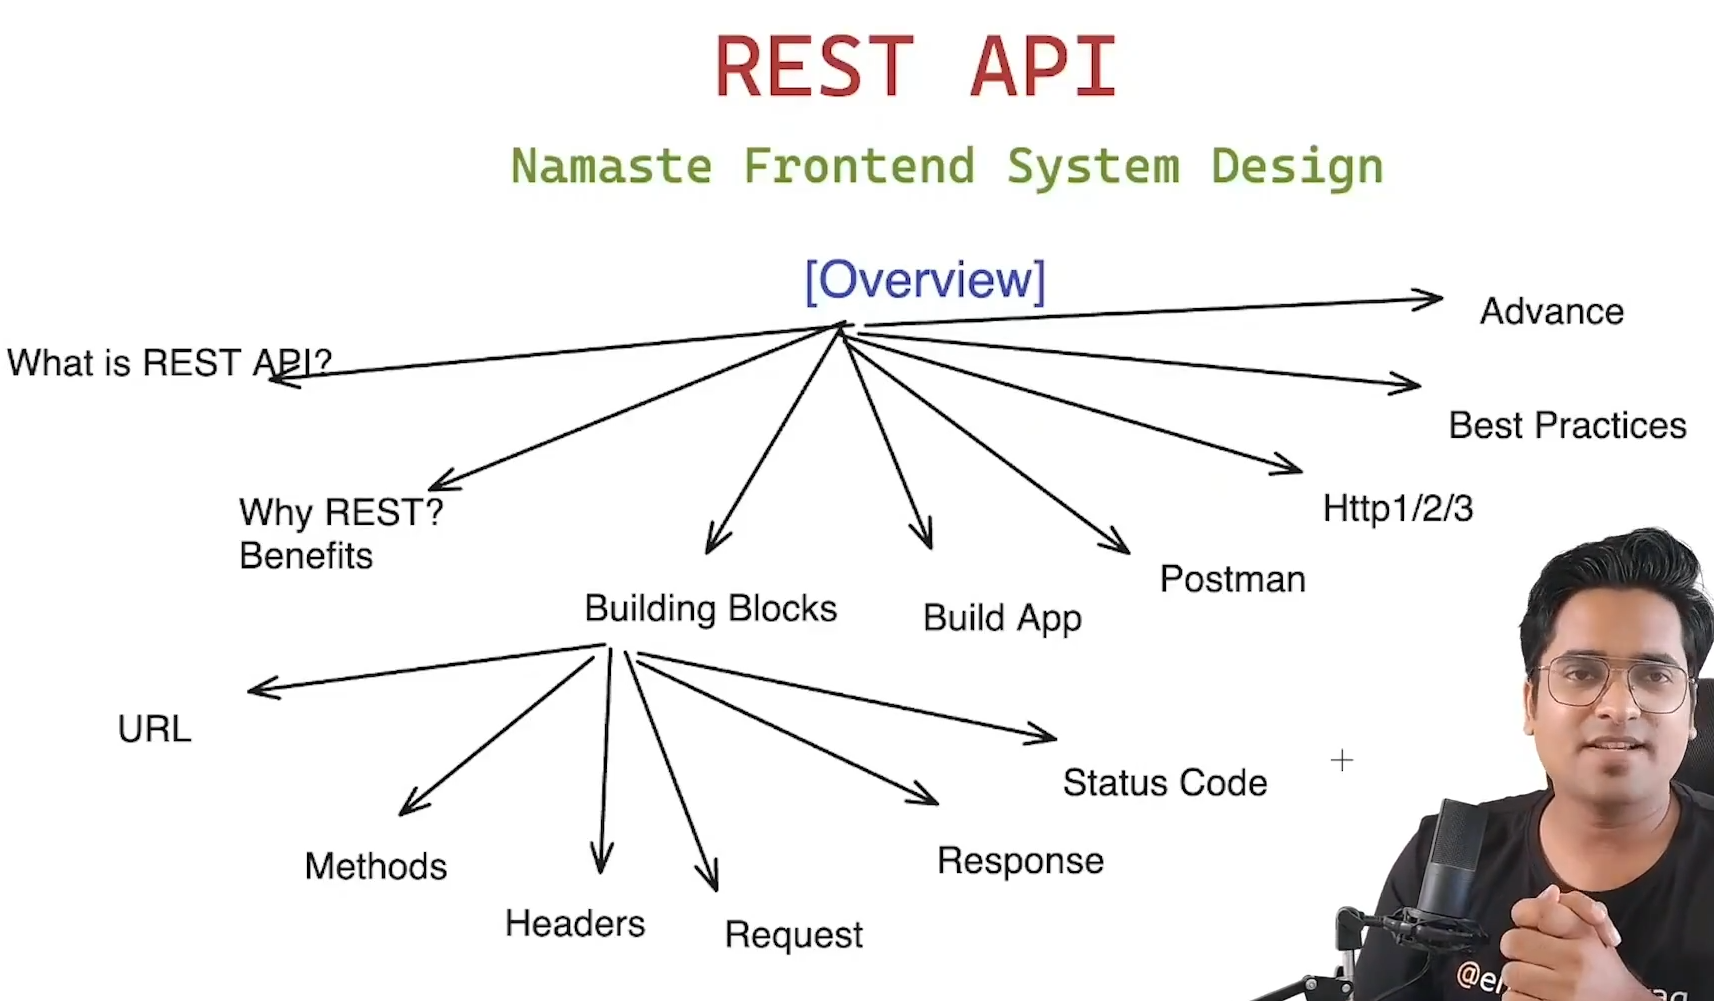 REST API
Namaste Frontend System Design
[Overview]
Advance
What is REST API?
Best Practices
Why REST?
Benefits
Http1/2/3
Postman
Building Blocks
Build App
URL
Status Code
Methods
Response
Headers
Request